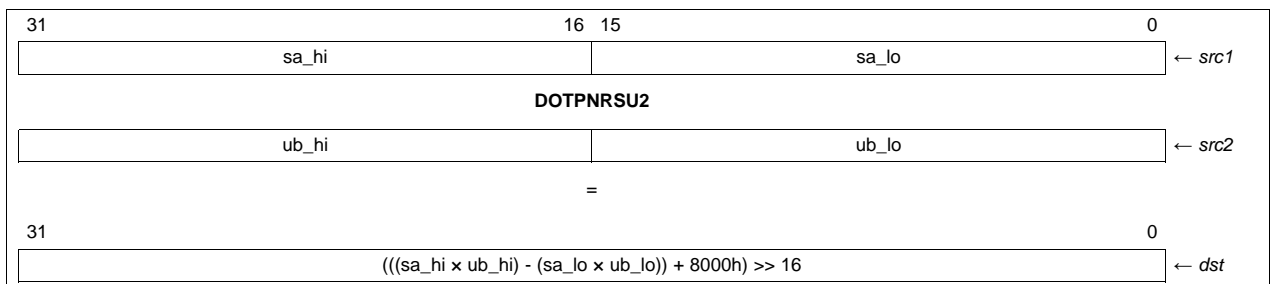 31 16 15 0
sa_hi sa_lo ← src1
DOTPNRSU2
ub_hi ub_lo ← src2
=
31 0
(((sa_hi × ub_hi) - (sa_lo × ub_lo)) + 8000h) >> 16 ← dst